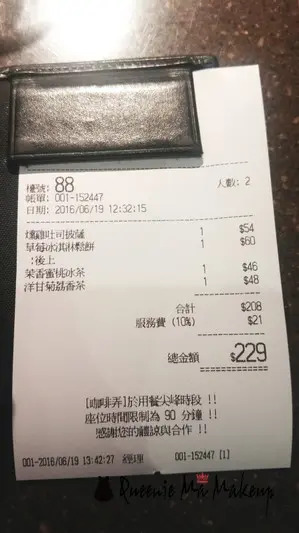 檯號: 88 人數: 2
帳單: 001-152447
日期: 2016/06/19 12:32:15
燻雞吐司披薩 1 $54
草莓冰淇淋鬆餅 1 $60
:後上
茉香蜜桃冰茶 1 $46
洋甘菊荔香茶 1 $48
合計 $208
服務費 (10%) $21
總金額 $229
[咖啡弄]於用餐尖峰時段 !!
座位時間限制為 90 分鐘 !!
感謝您的體諒與合作 !!
001-2016/06/19 13:42:27 經理 001-152447 [1]
Queenie Ma Makeup